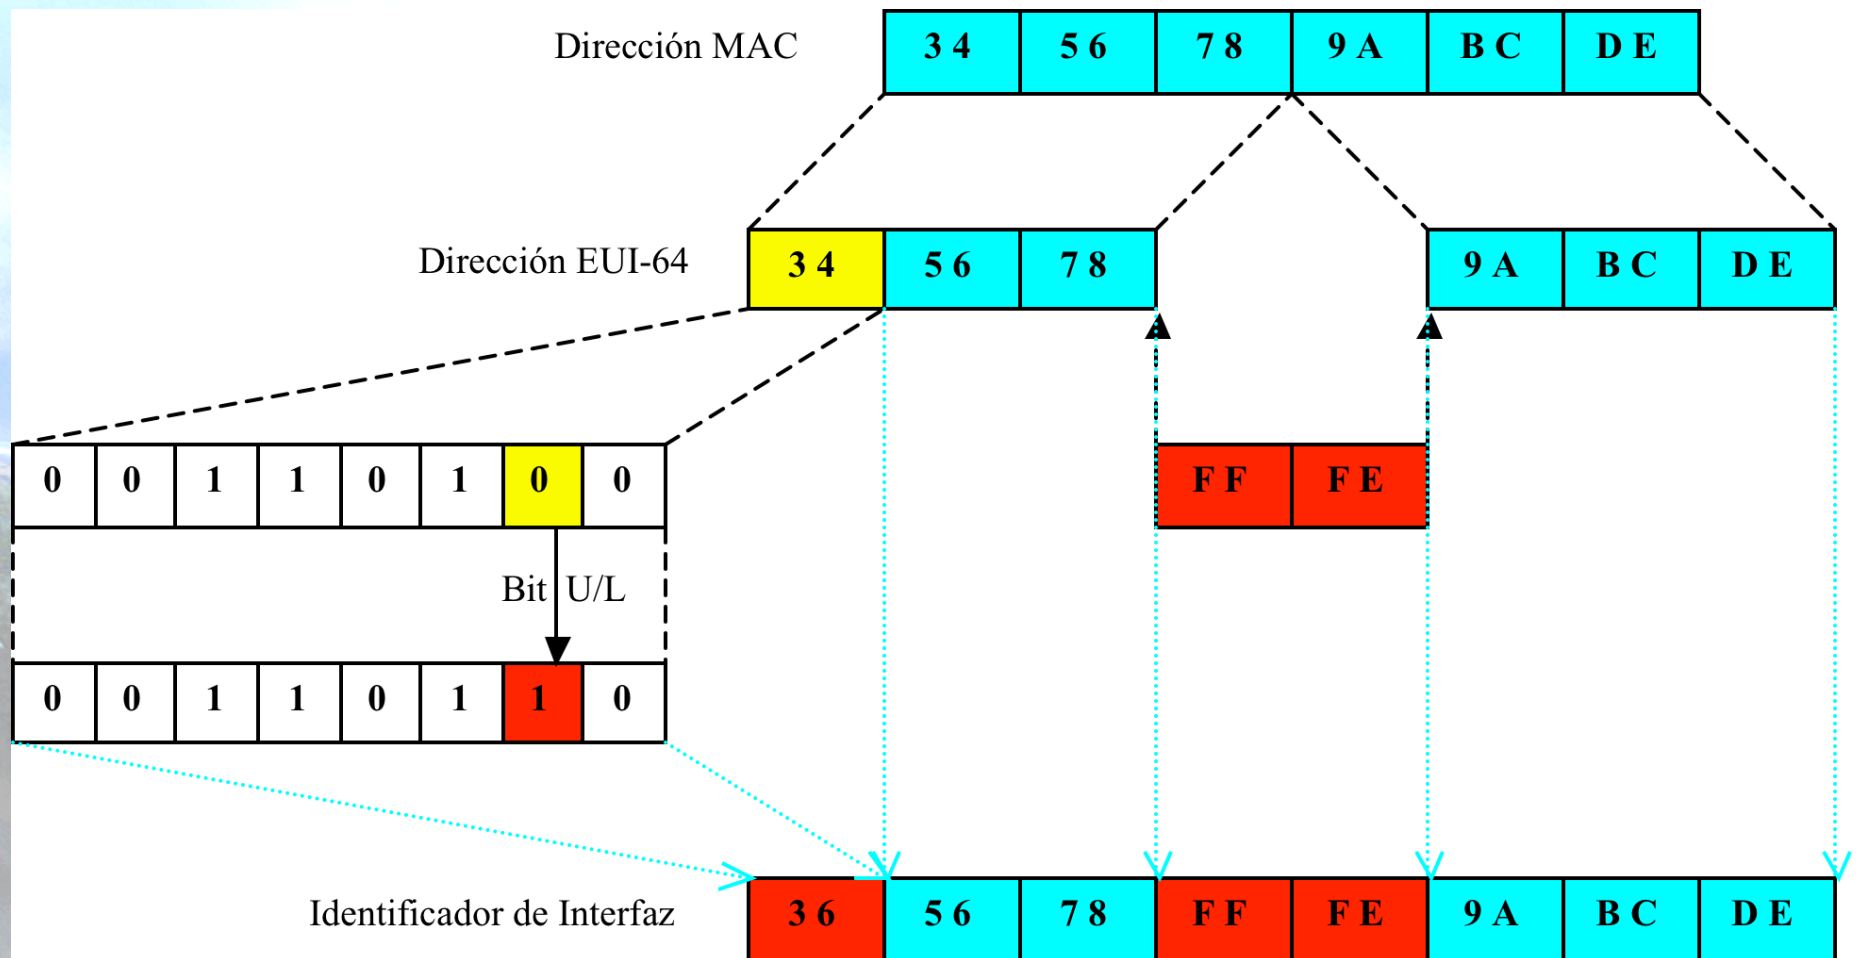 Dirección MAC 3 4 5 6 7 8 9 A B C D E
Dirección EUI-64 3 4 5 6 7 8 9 A B C D E
0 0 1 1 0 1 0 0 F F F E
Bit U/L
0 0 1 1 0 1 1 0
Identificador de Interfaz 3 6 5 6 7 8 F F F E 9 A B C D E